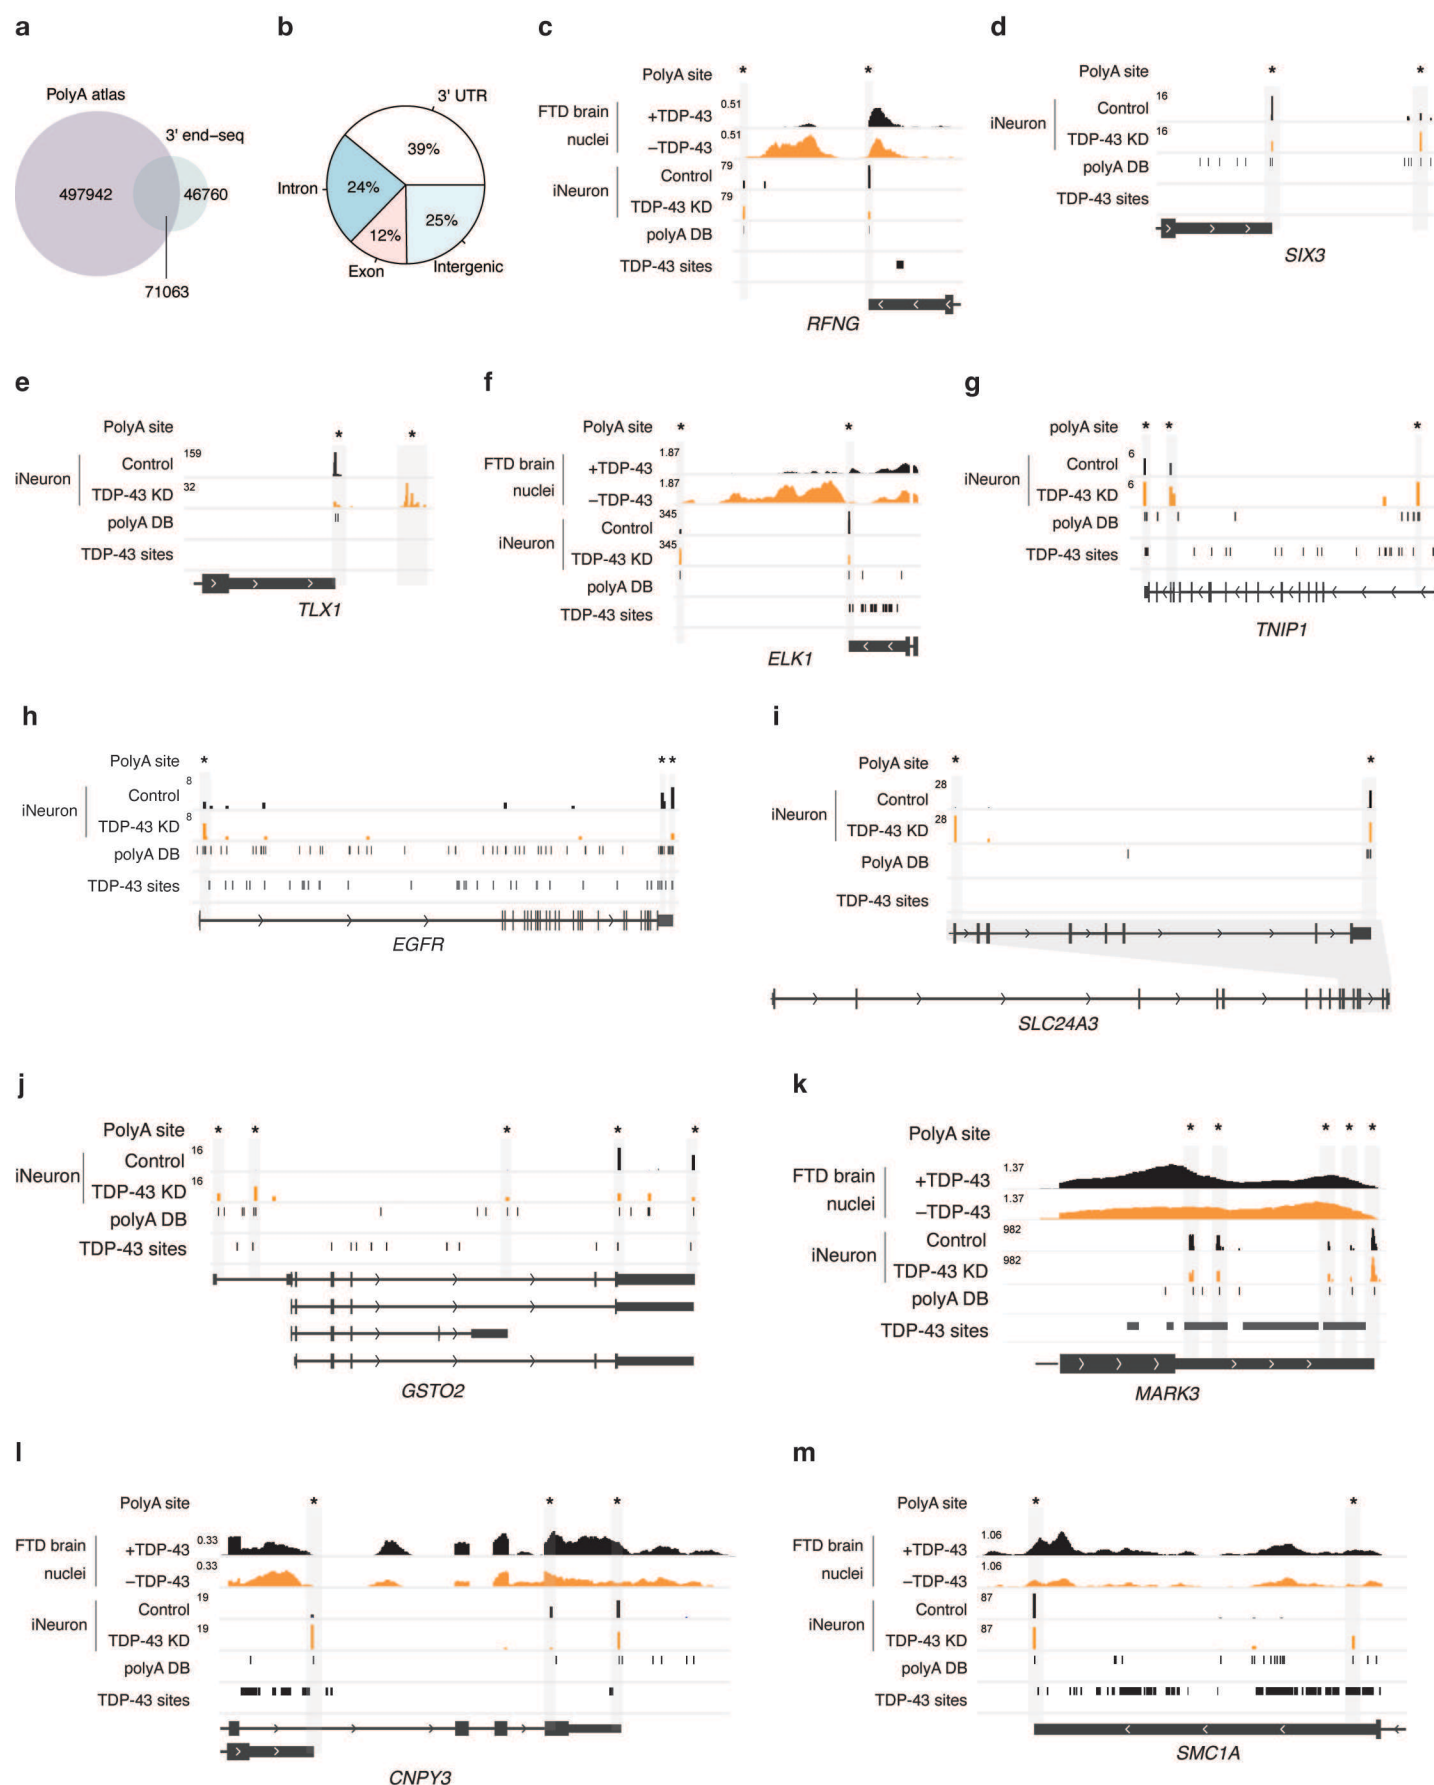 a
PolyA atlas
3' end–seq
497942
46760
71063
b
3' UTR
39%
Intron
24%
12%
25%
Exon
Intergenic
c
PolyA site
*
*
FTD brain
nuclei
+TDP-43
0.51
–TDP-43
0.51
iNeuron
Control
79
TDP-43 KD
79
polyA DB
TDP-43 sites
RFNG
d
PolyA site
*
*
iNeuron
Control
16
TDP-43 KD
16
polyA DB
TDP-43 sites
SIX3
e
PolyA site
*
*
iNeuron
Control
159
TDP-43 KD
32
polyA DB
TDP-43 sites
TLX1
f
PolyA site
*
*
FTD brain
nuclei
+TDP-43
1.87
–TDP-43
1.87
iNeuron
Control
345
TDP-43 KD
345
polyA DB
TDP-43 sites
ELK1
g
polyA site
*
*
*
iNeuron
Control
6
TDP-43 KD
6
polyA DB
TDP-43 sites
TNIP1
h
PolyA site
*
*
*
iNeuron
Control
8
TDP-43 KD
8
polyA DB
TDP-43 sites
EGFR
i
PolyA site
*
*
iNeuron
Control
28
TDP-43 KD
28
PolyA DB
TDP-43 sites
SLC24A3
j
PolyA site
*
*
*
*
*
iNeuron
Control
16
TDP-43 KD
16
polyA DB
TDP-43 sites
GSTO2
k
PolyA site
*
*
*
*
*
FTD brain
nuclei
+TDP-43
1.37
–TDP-43
1.37
iNeuron
Control
982
TDP-43 KD
982
polyA DB
TDP-43 sites
MARK3
l
PolyA site
*
*
*
FTD brain
nuclei
+TDP-43
0.33
–TDP-43
0.33
iNeuron
Control
19
TDP-43 KD
19
polyA DB
TDP-43 sites
CNPY3
m
PolyA site
*
*
FTD brain
nuclei
+TDP-43
1.06
–TDP-43
1.06
iNeuron
Control
87
TDP-43 KD
87
polyA DB
TDP-43 sites
SMC1A